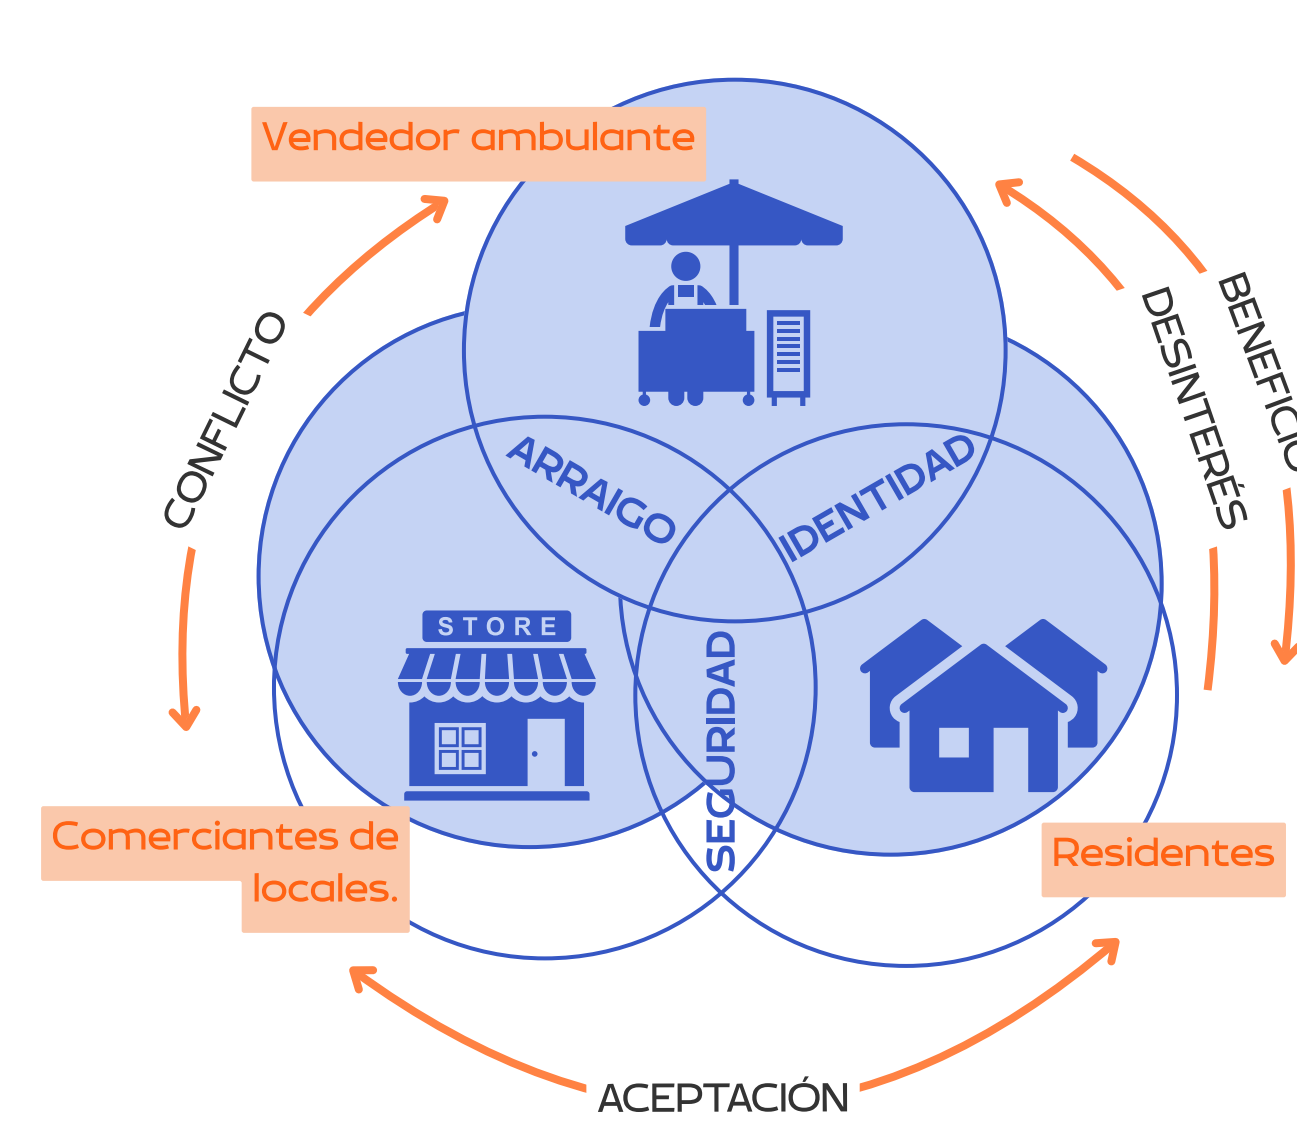 Vendedor ambulante
CONFLICTO
BENEFICIO
DESINTERÉS
ARRAIGO
IDENTIDAD
STORE
SEGURIDAD
Comerciantes de
locales.
Residentes
ACEPTACIÓN